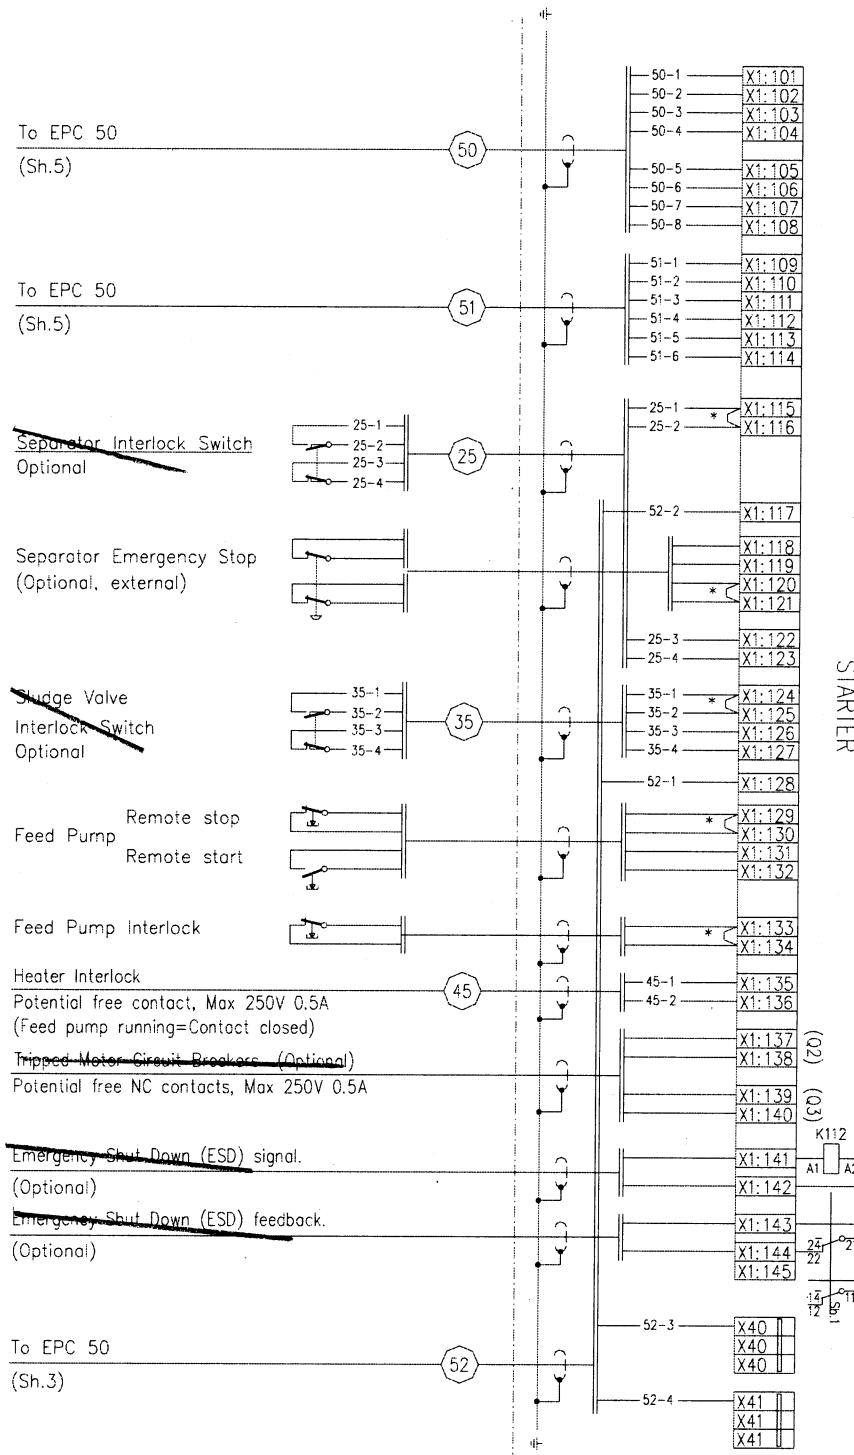 50-1 X1:101
50-2 X1:102
50-3 X1:103
50-4 X1:104
To EPC 50
50
(Sh.5)
50-5 X1:105
50-6 X1:106
50-7 X1:107
50-8 X1:108
51-1 X1:109
51-2 X1:110
To EPC 50
51
51-3 X1:111
(Sh.5)
51-4 X1:112
51-5 X1:113
51-6 X1:114
25-1 25-1 * X1:115
Separator Interlock Switch 25-2 25-2 X1:116
25
Optional 25-3
25-4
52-2 X1:117
Separator Emergency Stop X1:118
X1:119
(Optional, external) * X1:120
X1:121
25-3 X1:122
25-4 X1:123
STARTER
Sludge Valve 35-1 35-1 * X1:124
35-2 35 35-2 X1:125
Interlock Switch 35-3 35-3 X1:126
Optional 35-4 35-4 X1:127
52-1 X1:128
Remote stop * X1:129
Feed Pump X1:130
Remote start X1:131
X1:132
Feed Pump Interlock * X1:133
X1:134
Heater Interlock 45-1 X1:135
45
Potential free contact, Max 250V 0.5A 45-2 X1:136
(Feed pump running=Contact closed)
X1:137 (Q2)
Tripped Motor Circuit Breakers (Optional) X1:138
Potential free NC contacts, Max 250V 0.5A
X1:139 (Q3)
X1:140
K112
Emergency Shut Down (ESD) signal. X1:141 A1 A2
(Optional) X1:142
Emergency Shut Down (ESD) feedback. X1:143
(Optional) X1:144 24 22 2
X1:145
14 12 11
Sh.1
52-3 X40
X40
To EPC 50 X40
52
(Sh.3)
52-4 X41
X41
X41